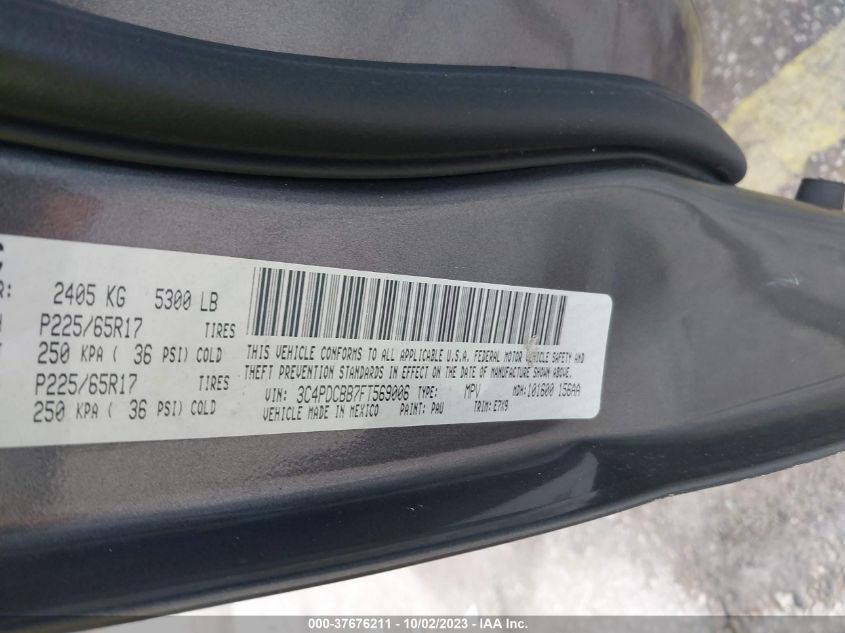 R: 2405 KG 5300 LB
P225/65R17 TIRES
250 KPA ( 36 PSI) COLD
P225/65R17 TIRES
250 KPA ( 36 PSI) COLD
THIS VEHICLE CONFORMS TO ALL APPLICABLE U.S.A. FEDERAL MOTOR VEHICLE SAFETY AND
THEFT PREVENTION STANDARDS IN EFFECT ON THE DATE OF MANUFACTURE SHOWN ABOVE.
VIN: 3C4PDCBB7FT569006 TYPE: MPV MDH:101600 156AA
VEHICLE MADE IN MEXICO PAINT: PAU TRIM: E7X9
000-37676211 - 10/02/2023 - IAA Inc.